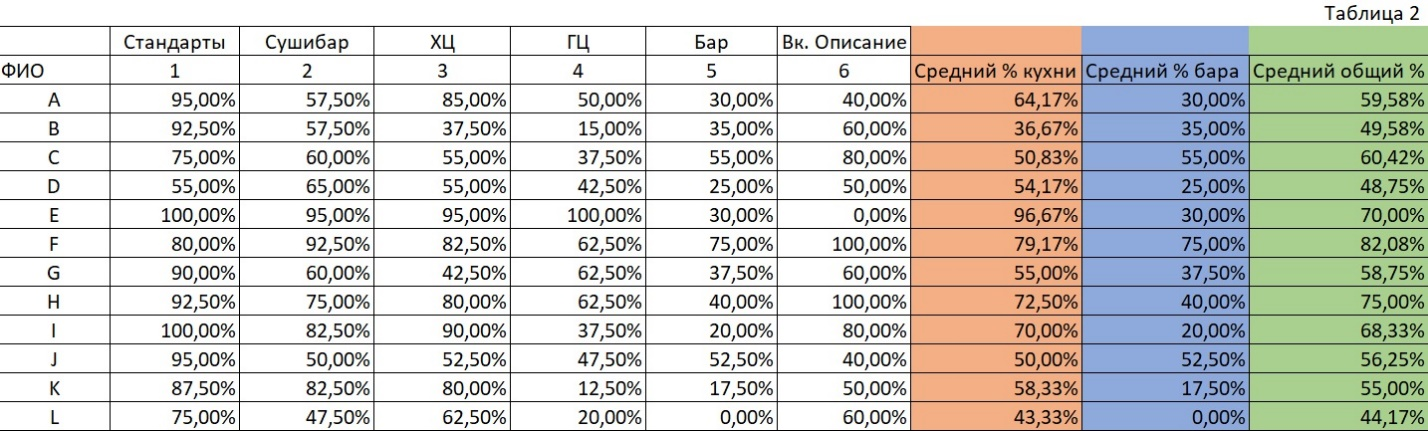 Таблица 2
Стандарты Сушибар ХЦ ГЦ Бар Вк. Описание
ФИО 1 2 3 4 5 6 Средний % кухни Средний % бара Средний общий %
A 95,00% 57,50% 85,00% 50,00% 30,00% 40,00% 64,17% 30,00% 59,58%
B 92,50% 57,50% 37,50% 15,00% 35,00% 60,00% 36,67% 35,00% 49,58%
C 75,00% 60,00% 55,00% 37,50% 55,00% 80,00% 50,83% 55,00% 60,42%
D 55,00% 65,00% 55,00% 42,50% 25,00% 50,00% 54,17% 25,00% 48,75%
E 100,00% 95,00% 95,00% 100,00% 30,00% 0,00% 96,67% 30,00% 70,00%
F 80,00% 92,50% 82,50% 62,50% 75,00% 100,00% 79,17% 75,00% 82,08%
G 90,00% 60,00% 42,50% 62,50% 37,50% 60,00% 55,00% 37,50% 58,75%
H 92,50% 75,00% 80,00% 62,50% 40,00% 100,00% 72,50% 40,00% 75,00%
I 100,00% 82,50% 90,00% 37,50% 20,00% 80,00% 70,00% 20,00% 68,33%
J 95,00% 50,00% 52,50% 47,50% 52,50% 40,00% 50,00% 52,50% 56,25%
K 87,50% 82,50% 80,00% 12,50% 17,50% 50,00% 58,33% 17,50% 55,00%
L 75,00% 47,50% 62,50% 20,00% 0,00% 60,00% 43,33% 0,00% 44,17%